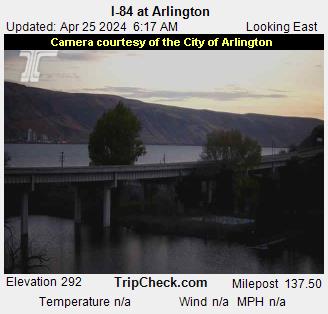 I-84 at Arlington
Updated: Apr 25 2024 6:17 AM Looking East
Camera courtesy of the City of Arlington
Elevation 292 TripCheck.com Milepost 137.50
Temperature n/a Wind n/a MPH n/a